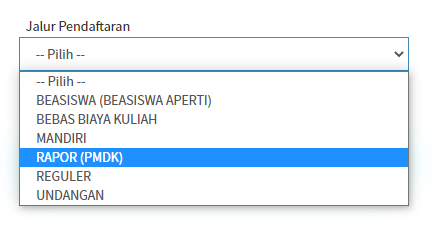 Jalur Pendaftaran
-- Pilih --
-- Pilih --
BEASISWA (BEASISWA APERTI)
BEBAS BIAYA KULIAH
MANDIRI
RAPOR (PMDK)
REGULER
UNDANGAN